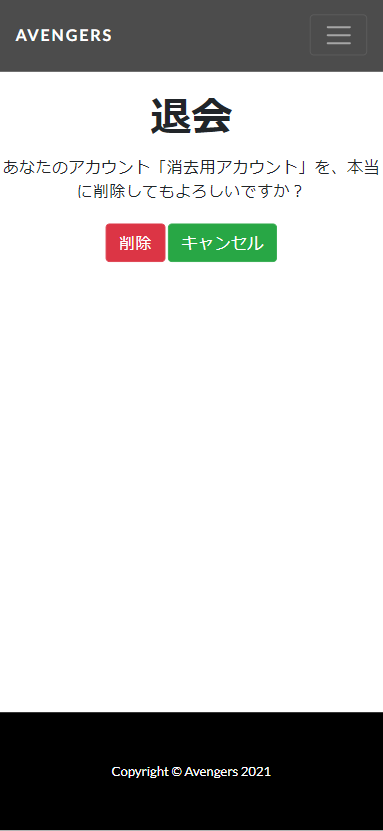 AVENGERS
退会
あなたのアカウント「消去用アカウント」を、本当
に削除してもよろしいですか？
削除 キャンセル
Copyright © Avengers 2021